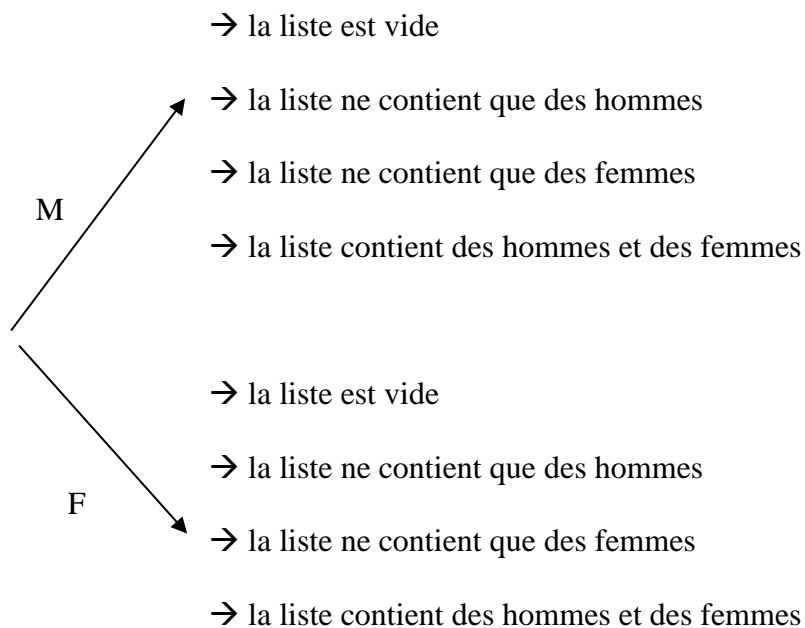 → la liste est vide
→ la liste ne contient que des hommes
→ la liste ne contient que des femmes
M
→ la liste contient des hommes et des femmes
→ la liste est vide
→ la liste ne contient que des hommes
F
→ la liste ne contient que des femmes
→ la liste contient des hommes et des femmes